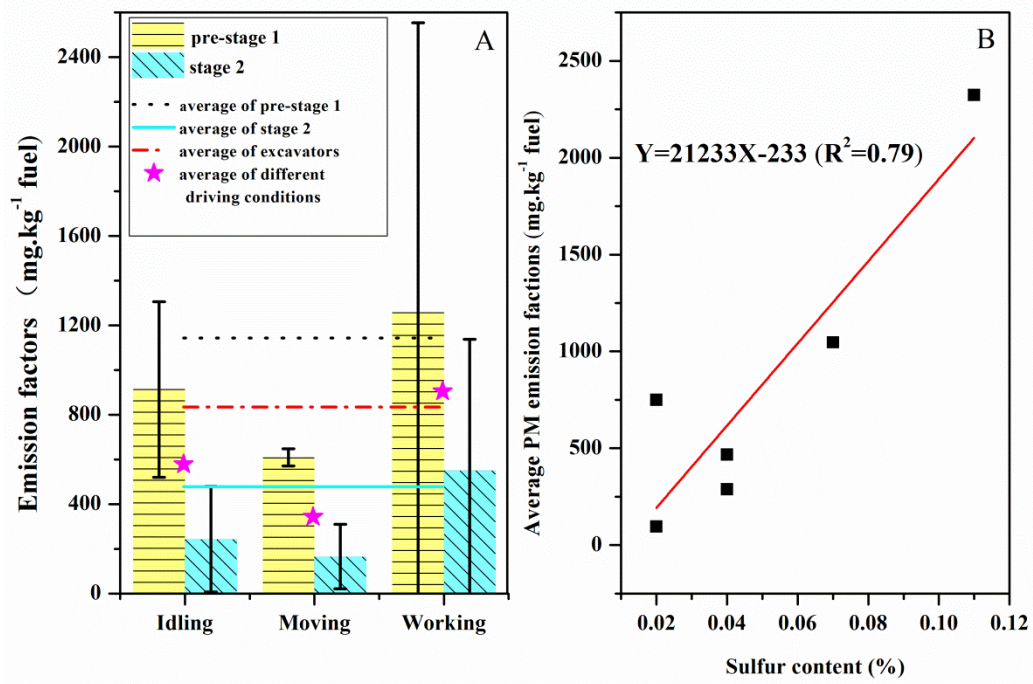 A
pre-stage 1
stage 2
average of pre-stage 1
average of stage 2
average of excavators
average of different
driving conditions
Emission factors (mg.kg⁻¹ fuel)
2400
2000
1600
1200
800
400
0
Idling Moving Working
B
Y=21233X-233 (R²=0.79)
Average PM emission factions (mg.kg⁻¹ fuel)
2500
2000
1500
1000
500
0
0.02 0.04 0.06 0.08 0.10 0.12
Sulfur content (%)